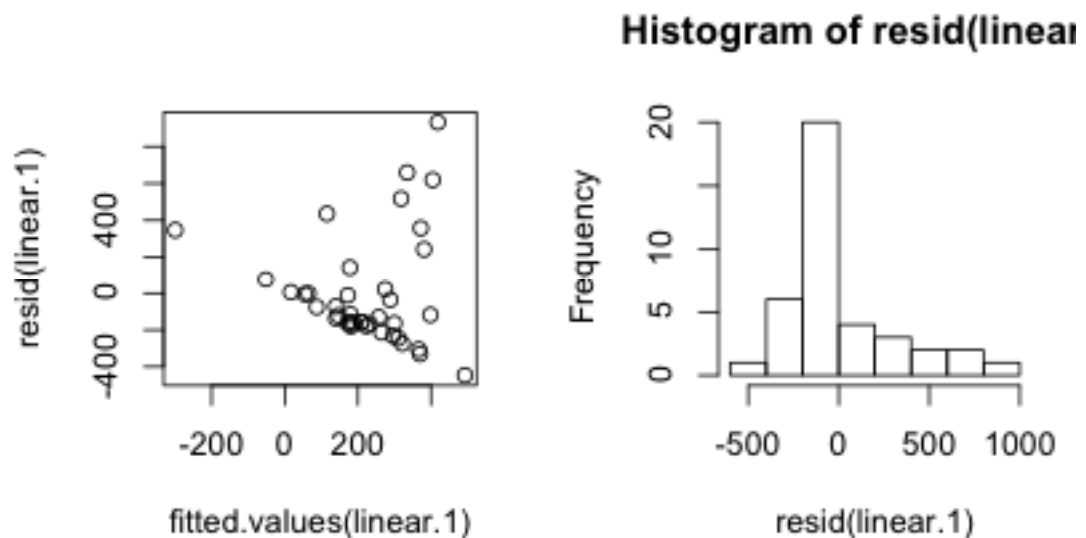 Histogram of resid(linear
resid(linear.1)
400
0
-400
-200 0 200
fitted.values(linear.1)
Frequency
20
10
5
0
-500 0 500 1000
resid(linear.1)